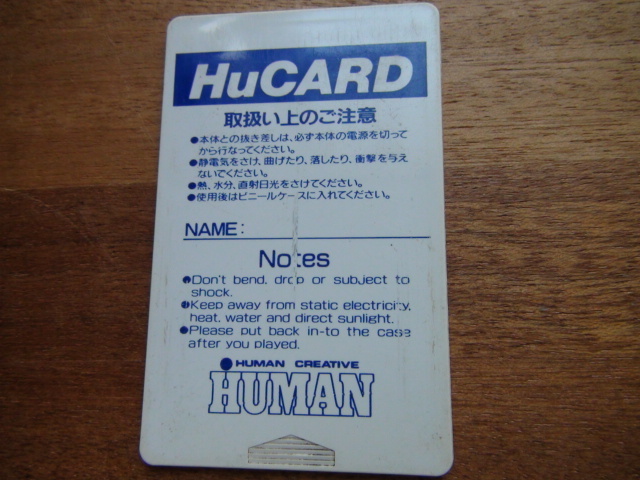 HuCARD
取扱い上のご注意
●本体との抜き差しは、必ず本体の電源を切って
から行なってください。
●静電気をさけ、曲げたり、落したり、衝撃を与え
ないでください。
●熱、水分、直射日光をさけてください。
●使用後はビニールケースに入れてください。
NAME:
Notes
●Don't bend, drop or subject to
shock.
●Keep away from static electricity,
heat, water and direct sunlight.
●Please put back in-to the case
after you played.
HUMAN CREATIVE
HUMAN